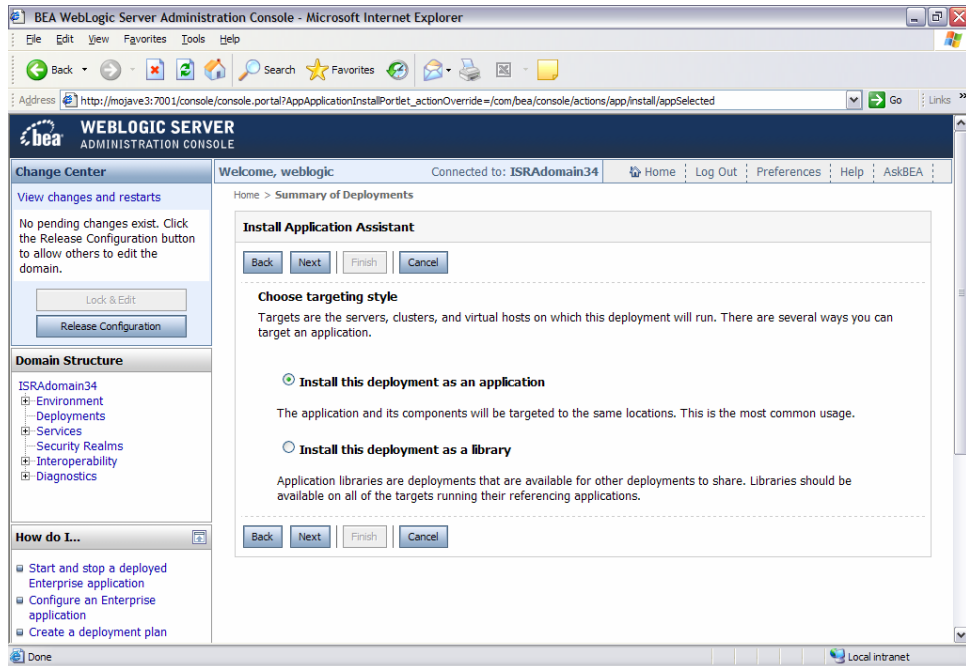 BEA WebLogic Server Administration Console - Microsoft Internet Explorer
File Edit View Favorites Tools Help
Back Search Favorites
Address http://mojave3:7001/console/console.portal?AppApplicationInstallPortlet_actionOverride=/com/bea/console/actions/app/install/appSelected Go Links »
bea WEBLOGIC SERVER
ADMINISTRATION CONSOLE
Change Center
View changes and restarts
No pending changes exist. Click
the Release Configuration button
to allow others to edit the
domain.
Lock & Edit
Release Configuration
Domain Structure
ISRAdomain34
Environment
Deployments
Services
Security Realms
Interoperability
Diagnostics
How do I...
Start and stop a deployed
Enterprise application
Configure an Enterprise
application
Create a deployment plan
Welcome, weblogic Connected to: ISRAdomain34 Home Log Out Preferences Help AskBEA
Home > Summary of Deployments
Install Application Assistant
Back Next Finish Cancel
Choose targeting style
Targets are the servers, clusters, and virtual hosts on which this deployment will run. There are several ways you can
target an application.
Install this deployment as an application
The application and its components will be targeted to the same locations. This is the most common usage.
Install this deployment as a library
Application libraries are deployments that are available for other deployments to share. Libraries should be
available on all of the targets running their referencing applications.
Back Next Finish Cancel
Done Local intranet